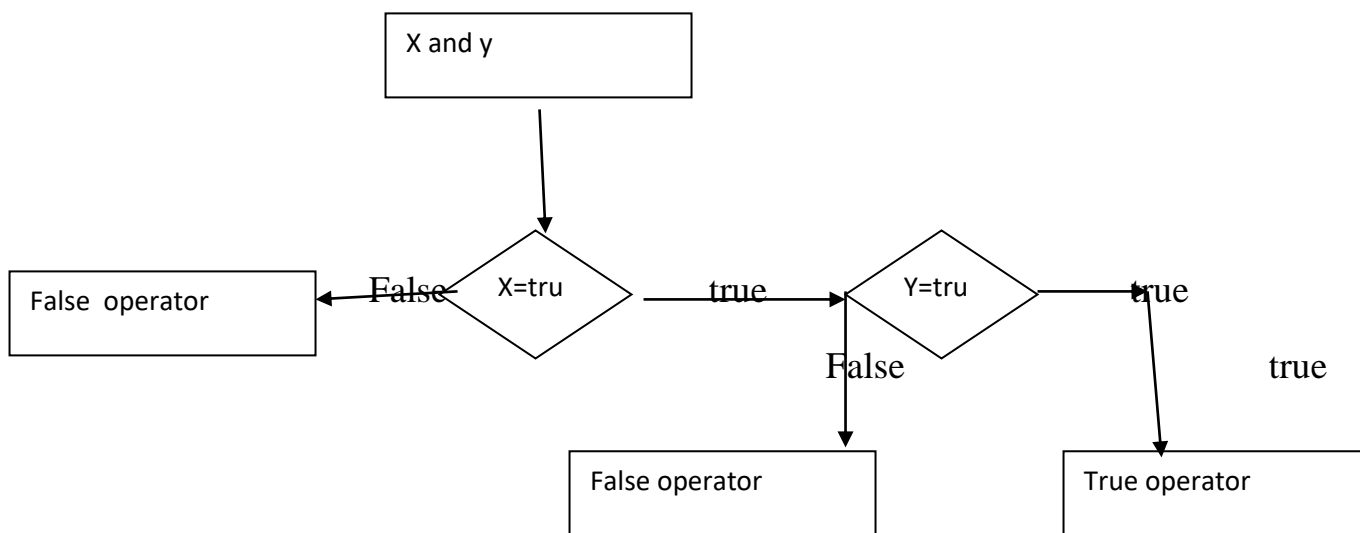 X and y
False operator
False
X=tru
true
Y=tru
true
False
true
False operator
True operator